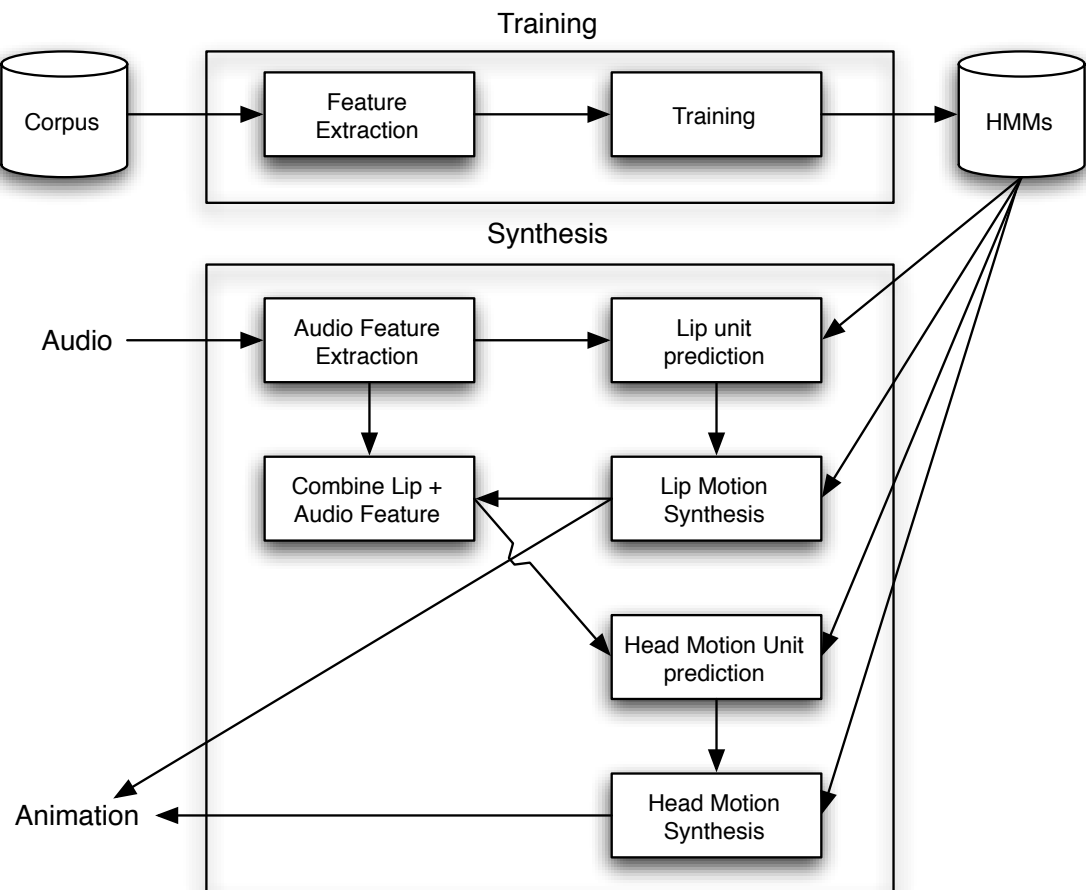 Training
Corpus
Feature
Extraction
Training
HMMs
Synthesis
Audio
Audio Feature
Extraction
Lip unit
prediction
Combine Lip +
Audio Feature
Lip Motion
Synthesis
Head Motion Unit
prediction
Animation
Head Motion
Synthesis